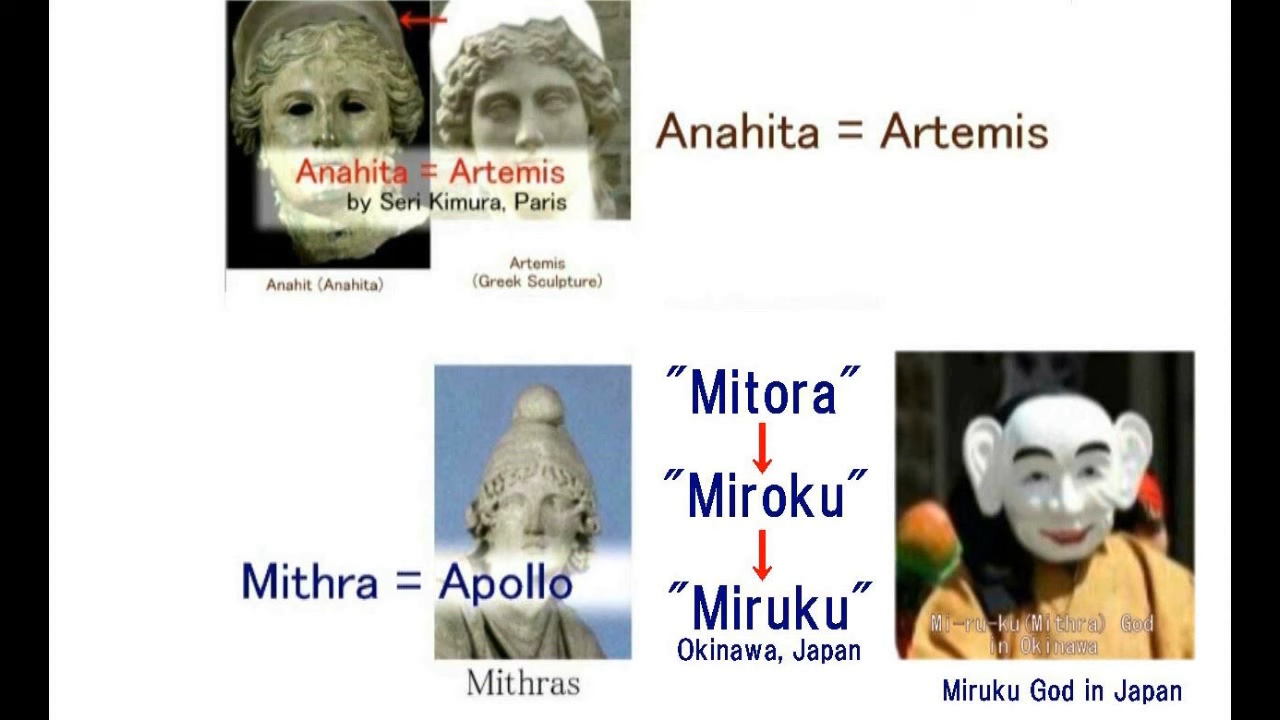 Anahita = Artemis
Anahita = Artemis
by Seri Kimura, Paris
Artemis
(Greek Sculpture)
Anahit (Anahita)
"Mitora"
"Miroku"
Mithra = Apollo
"Miruku"
Okinawa, Japan
Mi-ru-ku(Mithra) God
in Okinawa
Mithras
Miruku God in Japan